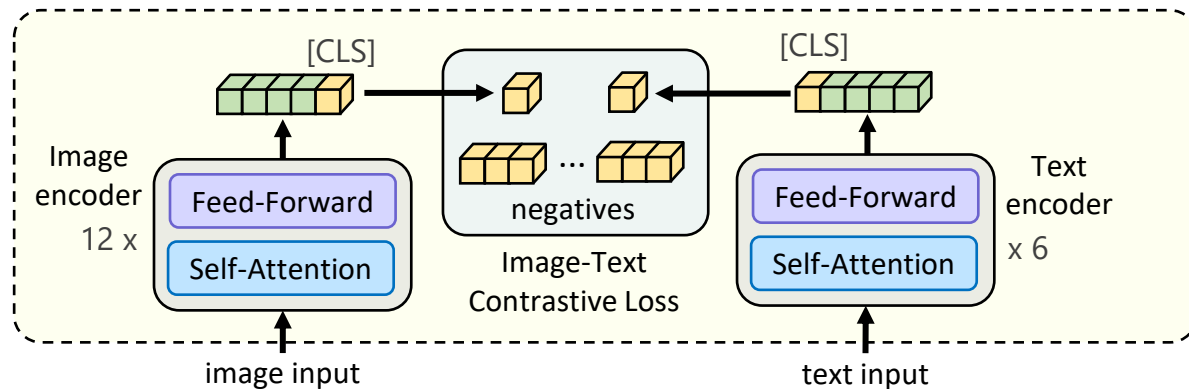 [CLS]
[CLS]
Image
encoder
12 x
Feed-Forward
Self-Attention
...
negatives
Image-Text
Contrastive Loss
Text
encoder
x 6
Feed-Forward
Self-Attention
image input
text input